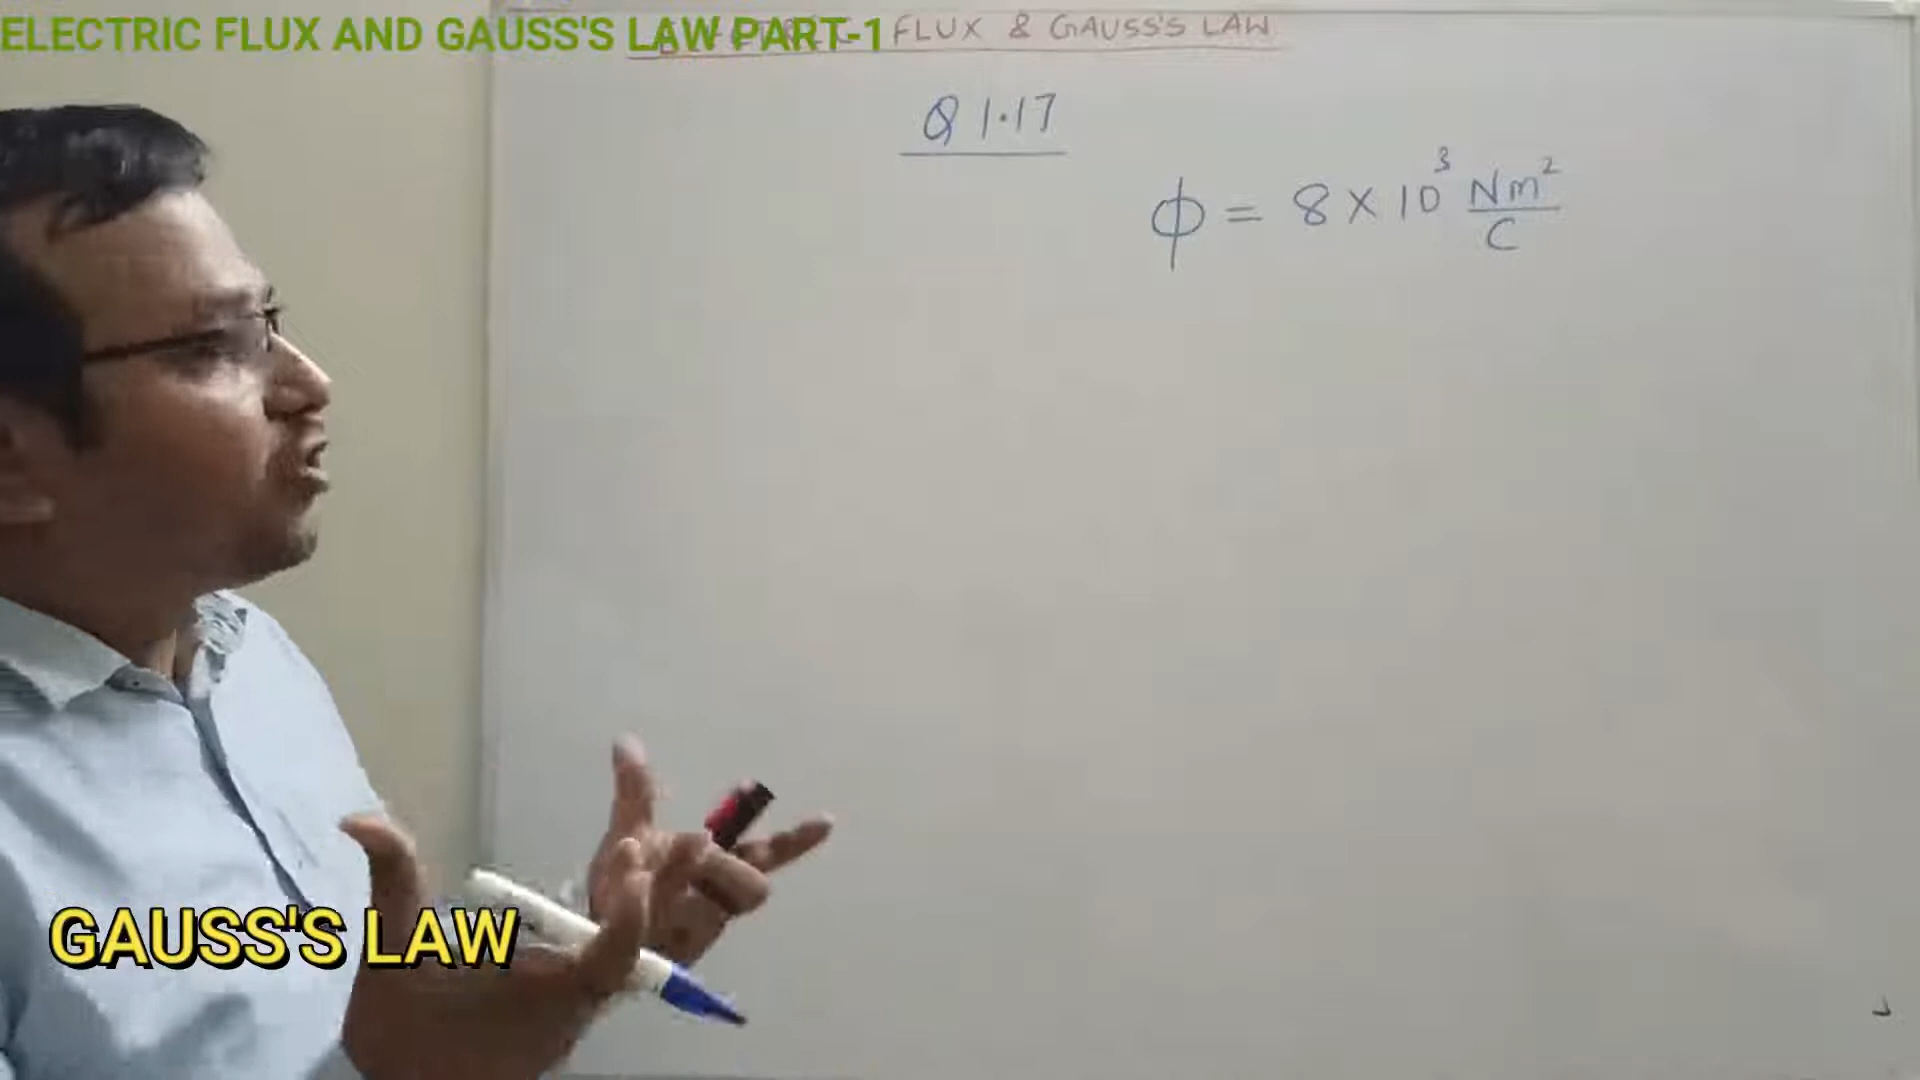 ELECTRIC FLUX AND GAUSS'S LAW PART-1
FLUX & GAUSS'S LAW
Q 1.17
ϕ = 8 × 10³ Nm²/C
GAUSS'S LAW